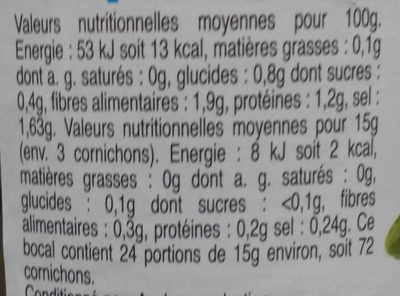 Valeurs nutritionnelles moyennes pour 100g.
Energie : 53 kJ soit 13 kcal, matières grasses : 0,1g
dont a. g. saturés : 0g, glucides : 0,8g dont sucres :
0,4g, fibres alimentaires : 1,9g, protéines : 1,2g, sel :
1,63g. Valeurs nutritionnelles moyennes pour 15g
(env. 3 cornichons). Energie : 8 kJ soit 2 kcal,
matières grasses : 0g dont a. g. saturés : 0g,
glucides : 0,1g dont sucres : <0,1g, fibres
alimentaires : 0,3g, protéines : 0,2g sel : 0,24g. Ce
bocal contient 24 portions de 15g environ, soit 72
cornichons.